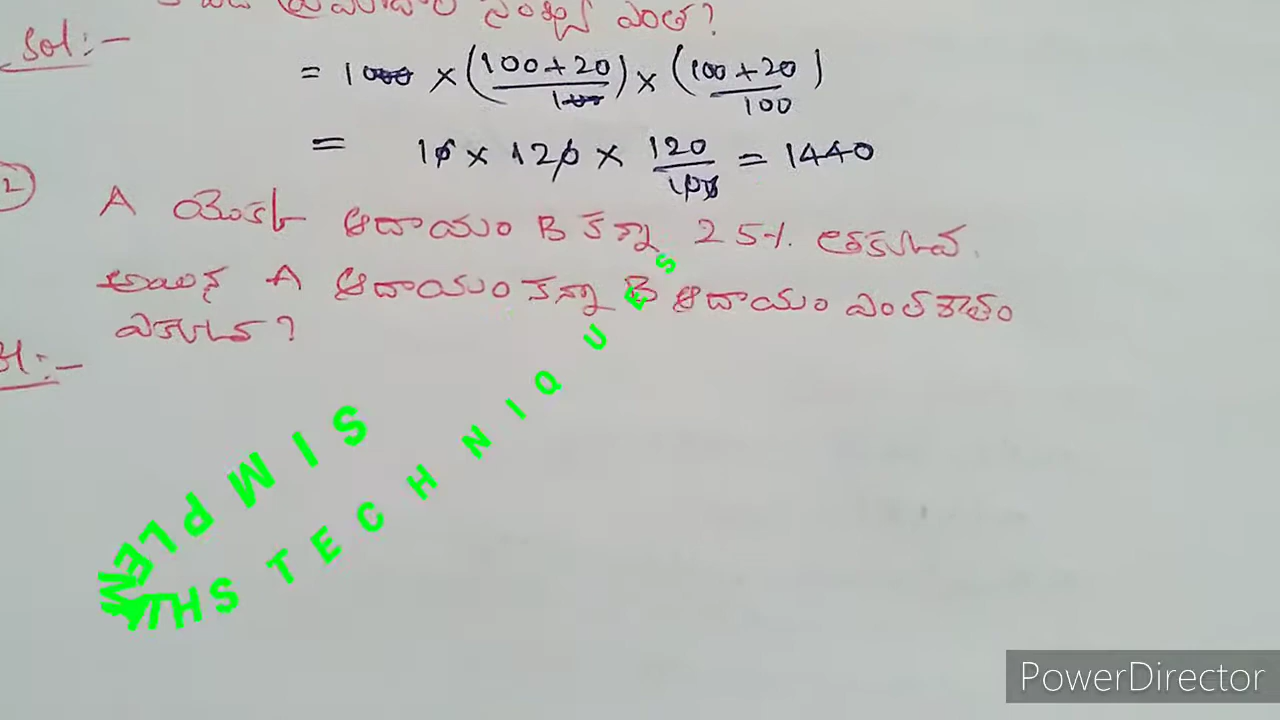 సంఖ్య ఎంత?
Sol:-
= 1000 × (100+20)/100 × (100+20)/100
= 10 × 120 × 120/100 = 1440
2 A యొక్క ఆదాయం B కన్నా 25% తక్కువ.
అయిన A ఆదాయం కన్నా B ఆదాయం ఎంత శాతం
ఎక్కువ?
:-
SIMPLE
MATHS TECHNIQUES
PowerDirector